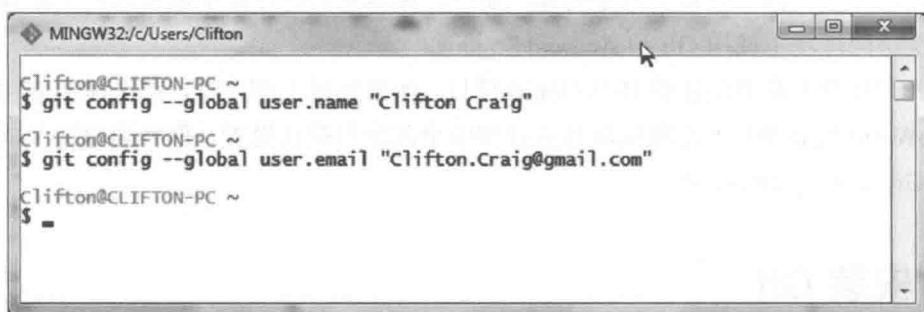 MINGW32:/c/Users/Clifton
Clifton@CLIFTON-PC ~
$ git config --global user.name "Clifton Craig"
Clifton@CLIFTON-PC ~
$ git config --global user.email "Clifton.Craig@gmail.com"
Clifton@CLIFTON-PC ~
$